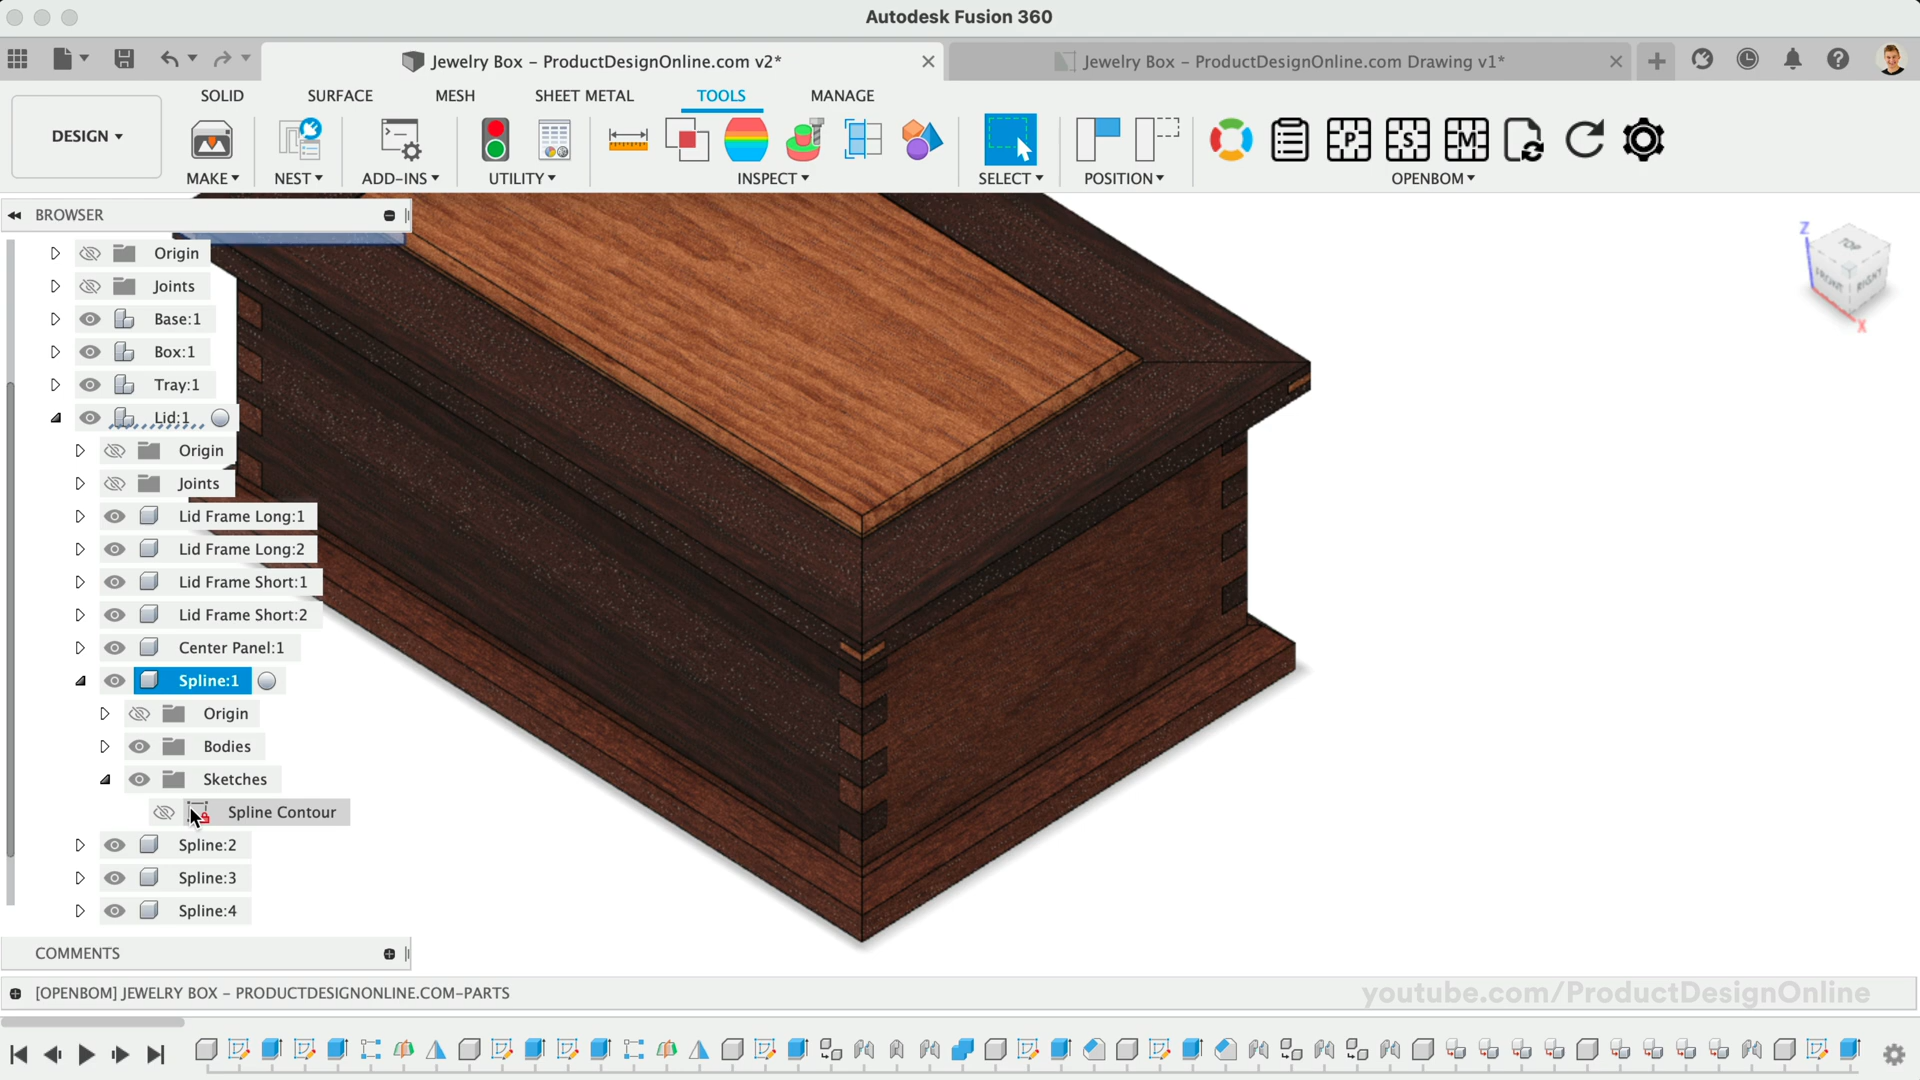 Autodesk Fusion 360
Jewelry Box – ProductDesignOnline.com v2*
Jewelry Box – ProductDesignOnline.com Drawing v1*
DESIGN
SOLID
SURFACE
MESH
SHEET METAL
TOOLS
MANAGE
P
S
M
MAKE
NEST
ADD-INS
UTILITY
INSPECT
SELECT
POSITION
OPENBOM
BROWSER
Origin
Joints
Base:1
Box:1
Tray:1
Lid:1
Origin
Joints
Lid Frame Long:1
Lid Frame Long:2
Lid Frame Short:1
Lid Frame Short:2
Center Panel:1
Spline:1
Origin
Bodies
Sketches
Spline Contour
Spline:2
Spline:3
Spline:4
Z
TOP
FRONT
RIGHT
X
COMMENTS
[OPENBOM] JEWELRY BOX – PRODUCTDESIGNONLINE.COM-PARTS
youtube.com/ProductDesignOnline